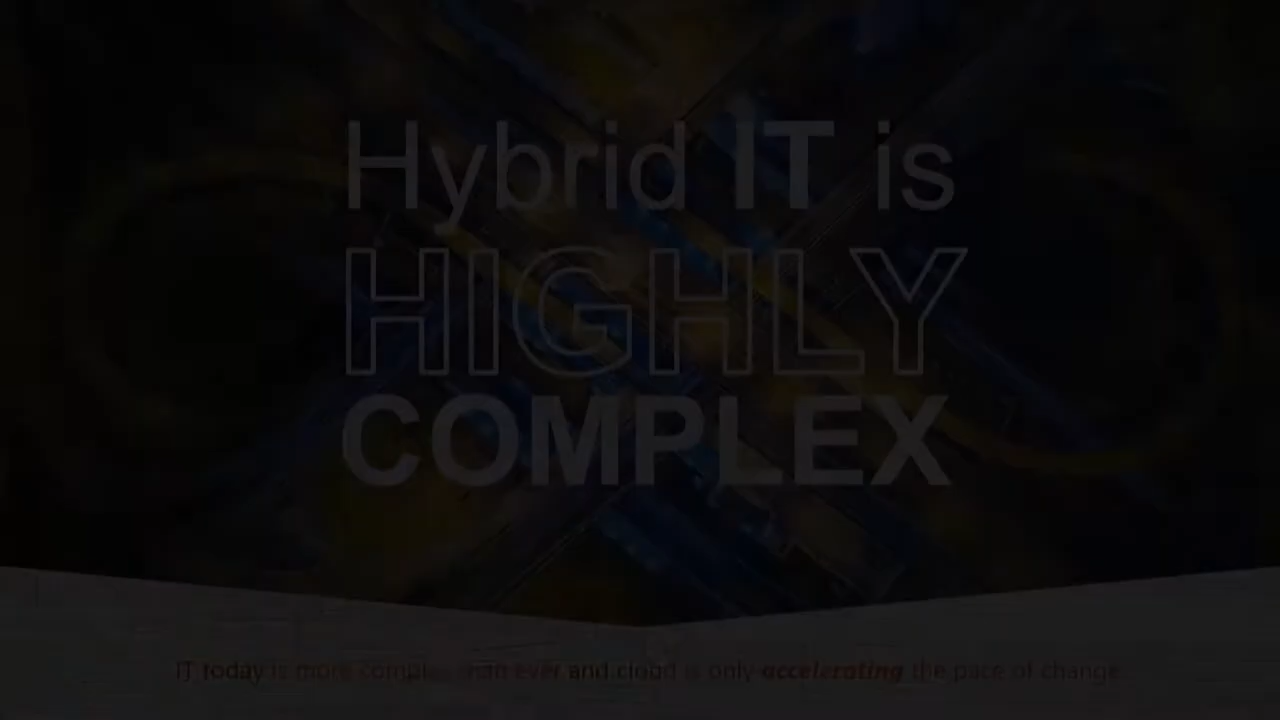 Hybrid IT is
HIGHLY
COMPLEX
IT today is more complex than ever and cloud is only accelerating the pace of change